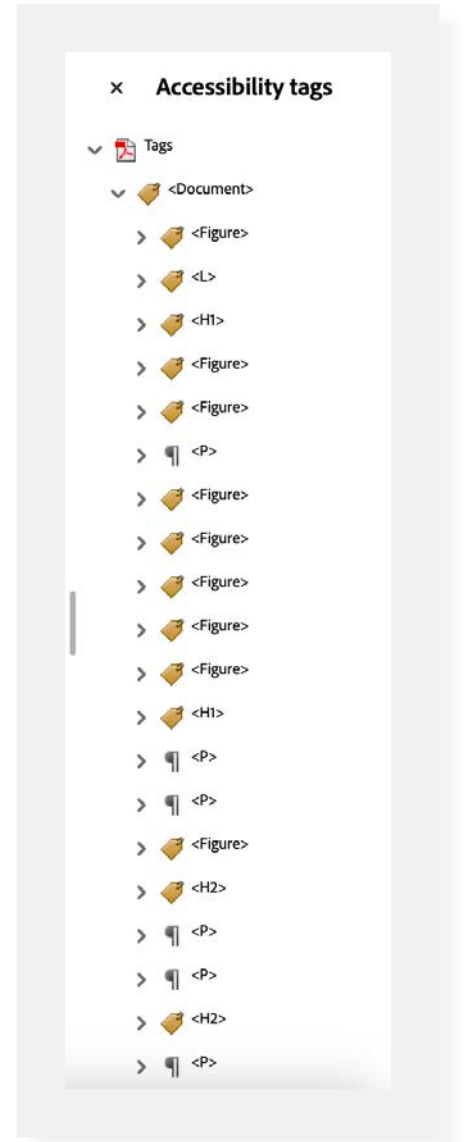 × Accessibility tags
Tags
<Document>
<Figure>
<L>
<H1>
<Figure>
<Figure>
<P>
<Figure>
<Figure>
<Figure>
<Figure>
<Figure>
<H1>
<P>
<P>
<Figure>
<H2>
<P>
<P>
<H2>
<P>